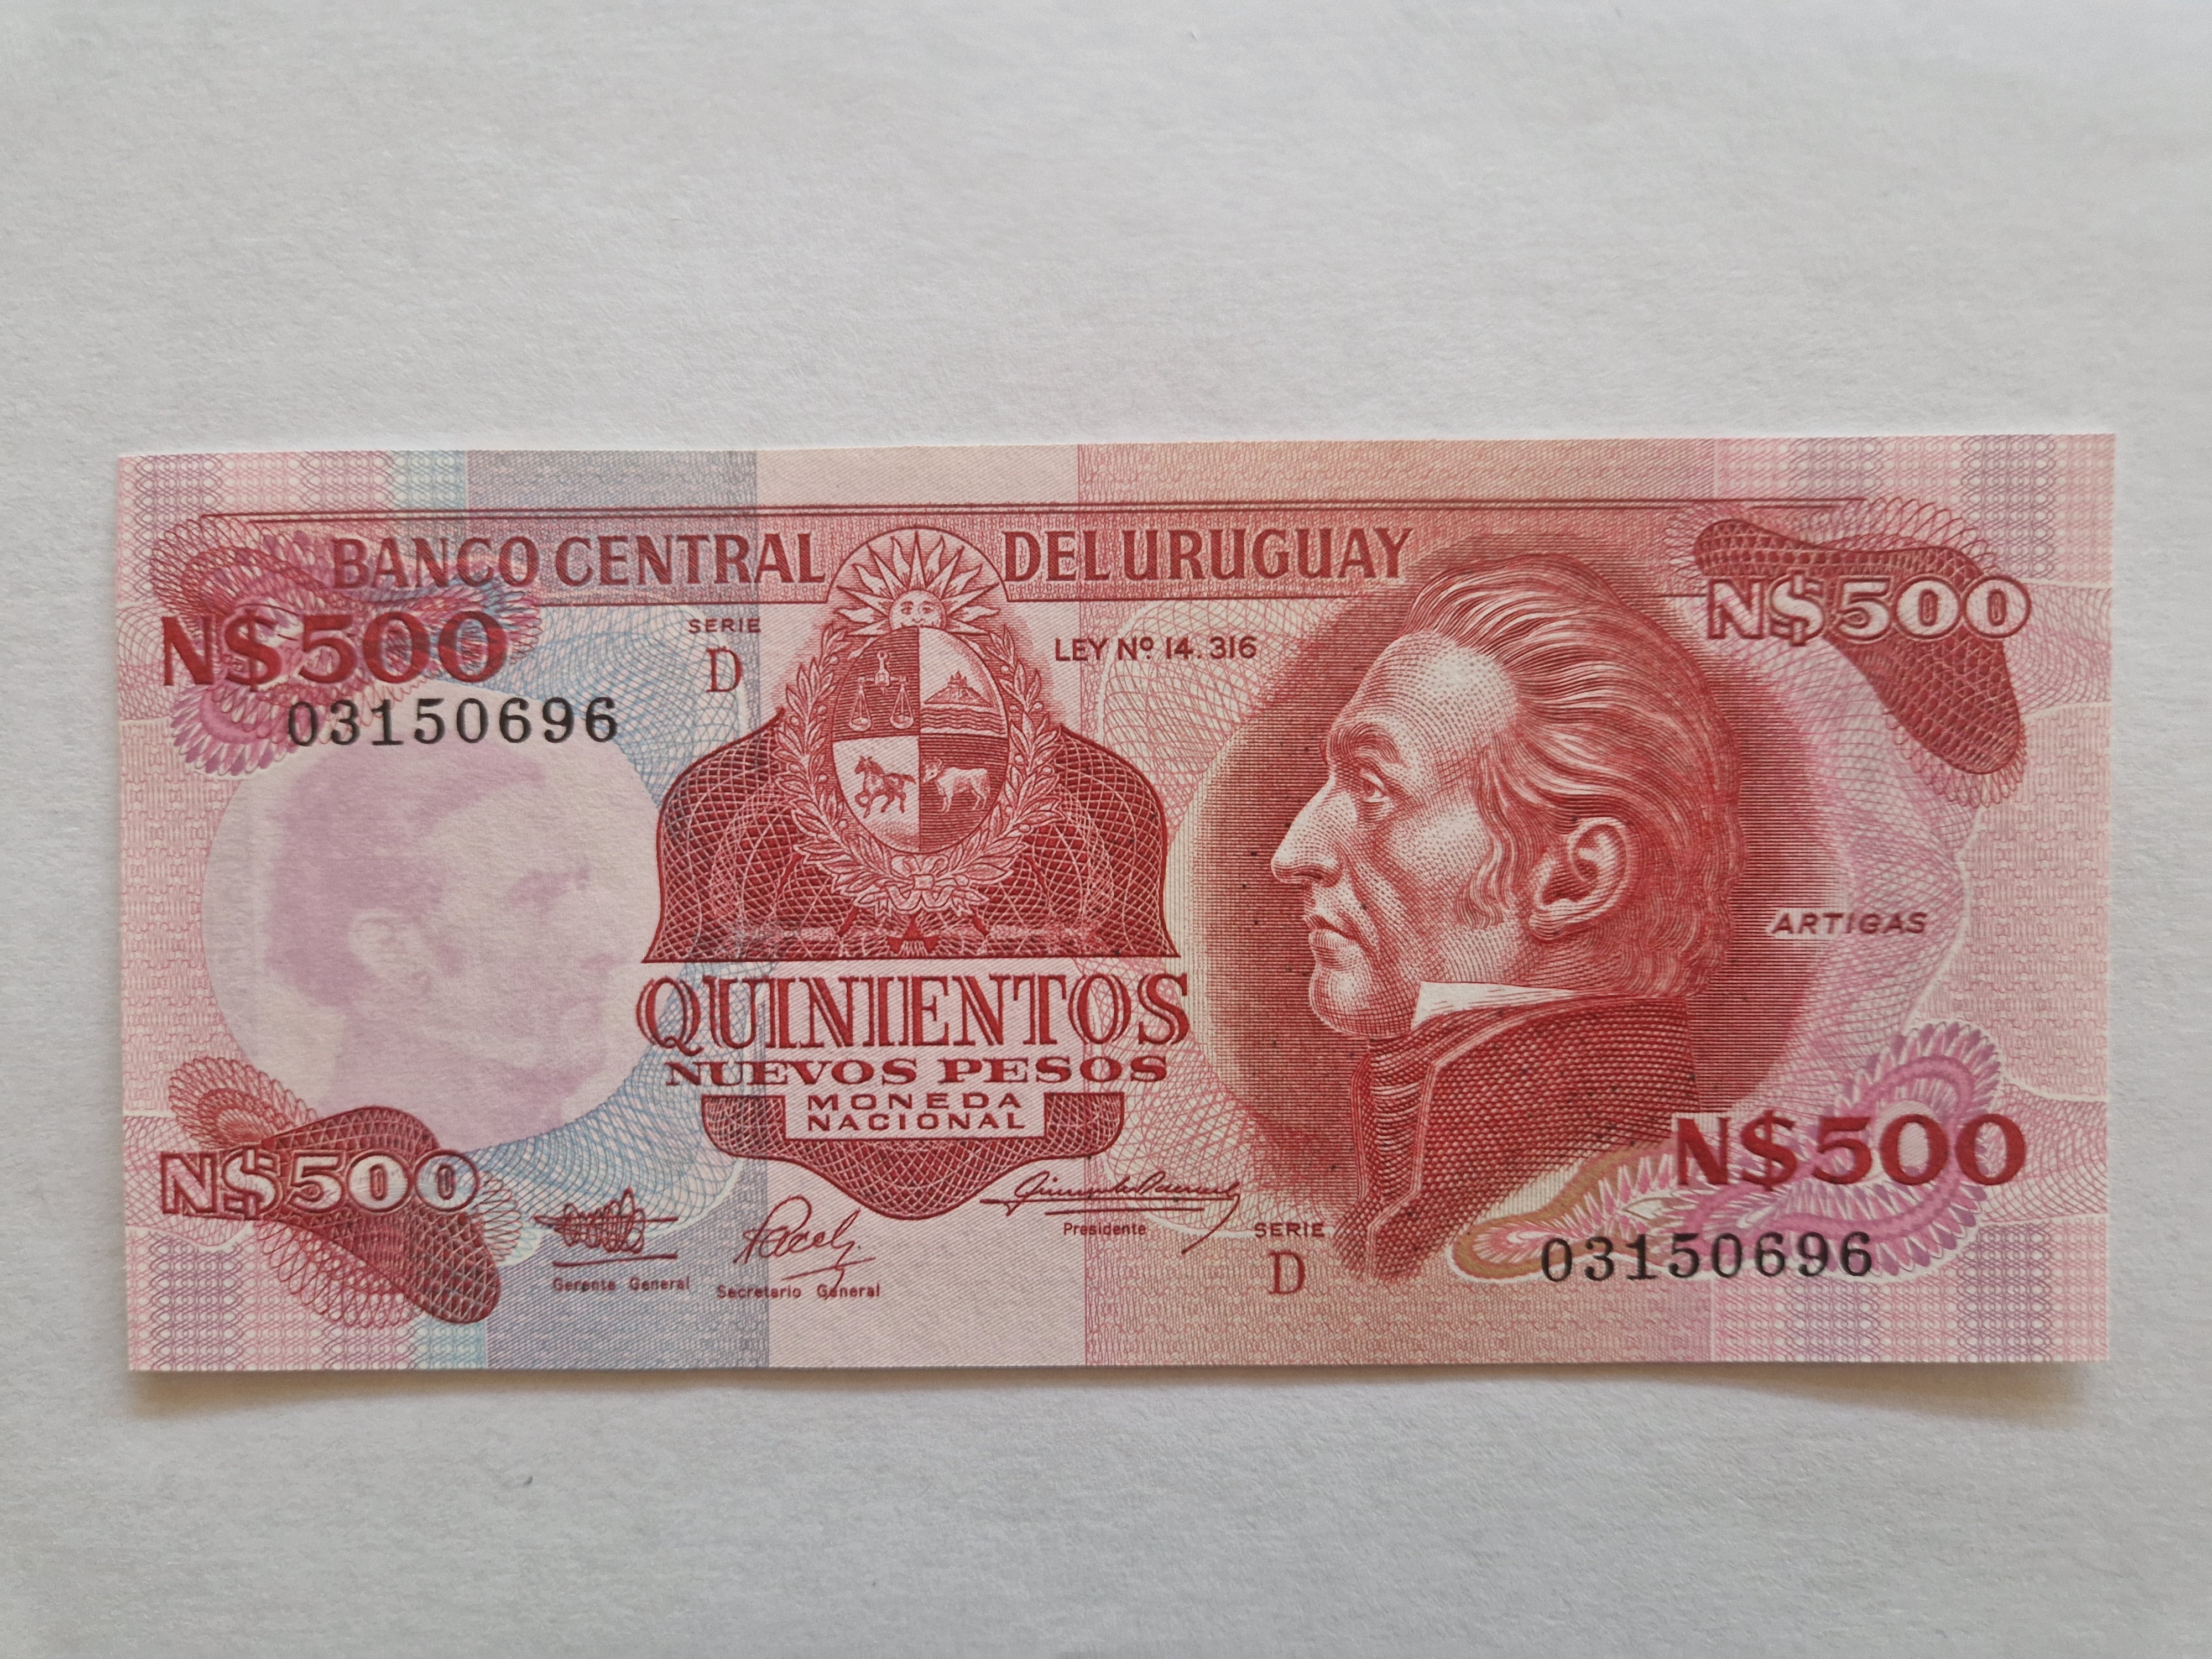 BANCO CENTRAL DEL URUGUAY
N$500
N$500
SERIE
D
LEY Nº 14.316
03150696
ARTIGAS
QUINIENTOS
NUEVOS PESOS
MONEDA
NACIONAL
N$500
N$500
Presidente
SERIE
D
03150696
Gerente General
Secretario General